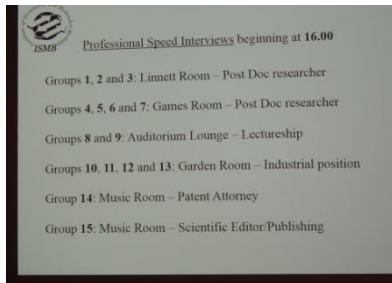 ISMB
Professional Speed Interviews beginning at 16.00
Groups 1, 2 and 3: Linnett Room – Post Doc researcher
Groups 4, 5, 6 and 7: Games Room – Post Doc researcher
Groups 8 and 9: Auditorium Lounge – Lectureship
Groups 10, 11, 12 and 13: Garden Room – Industrial position
Group 14: Music Room – Patent Attorney
Group 15: Music Room – Scientific Editor/Publishing